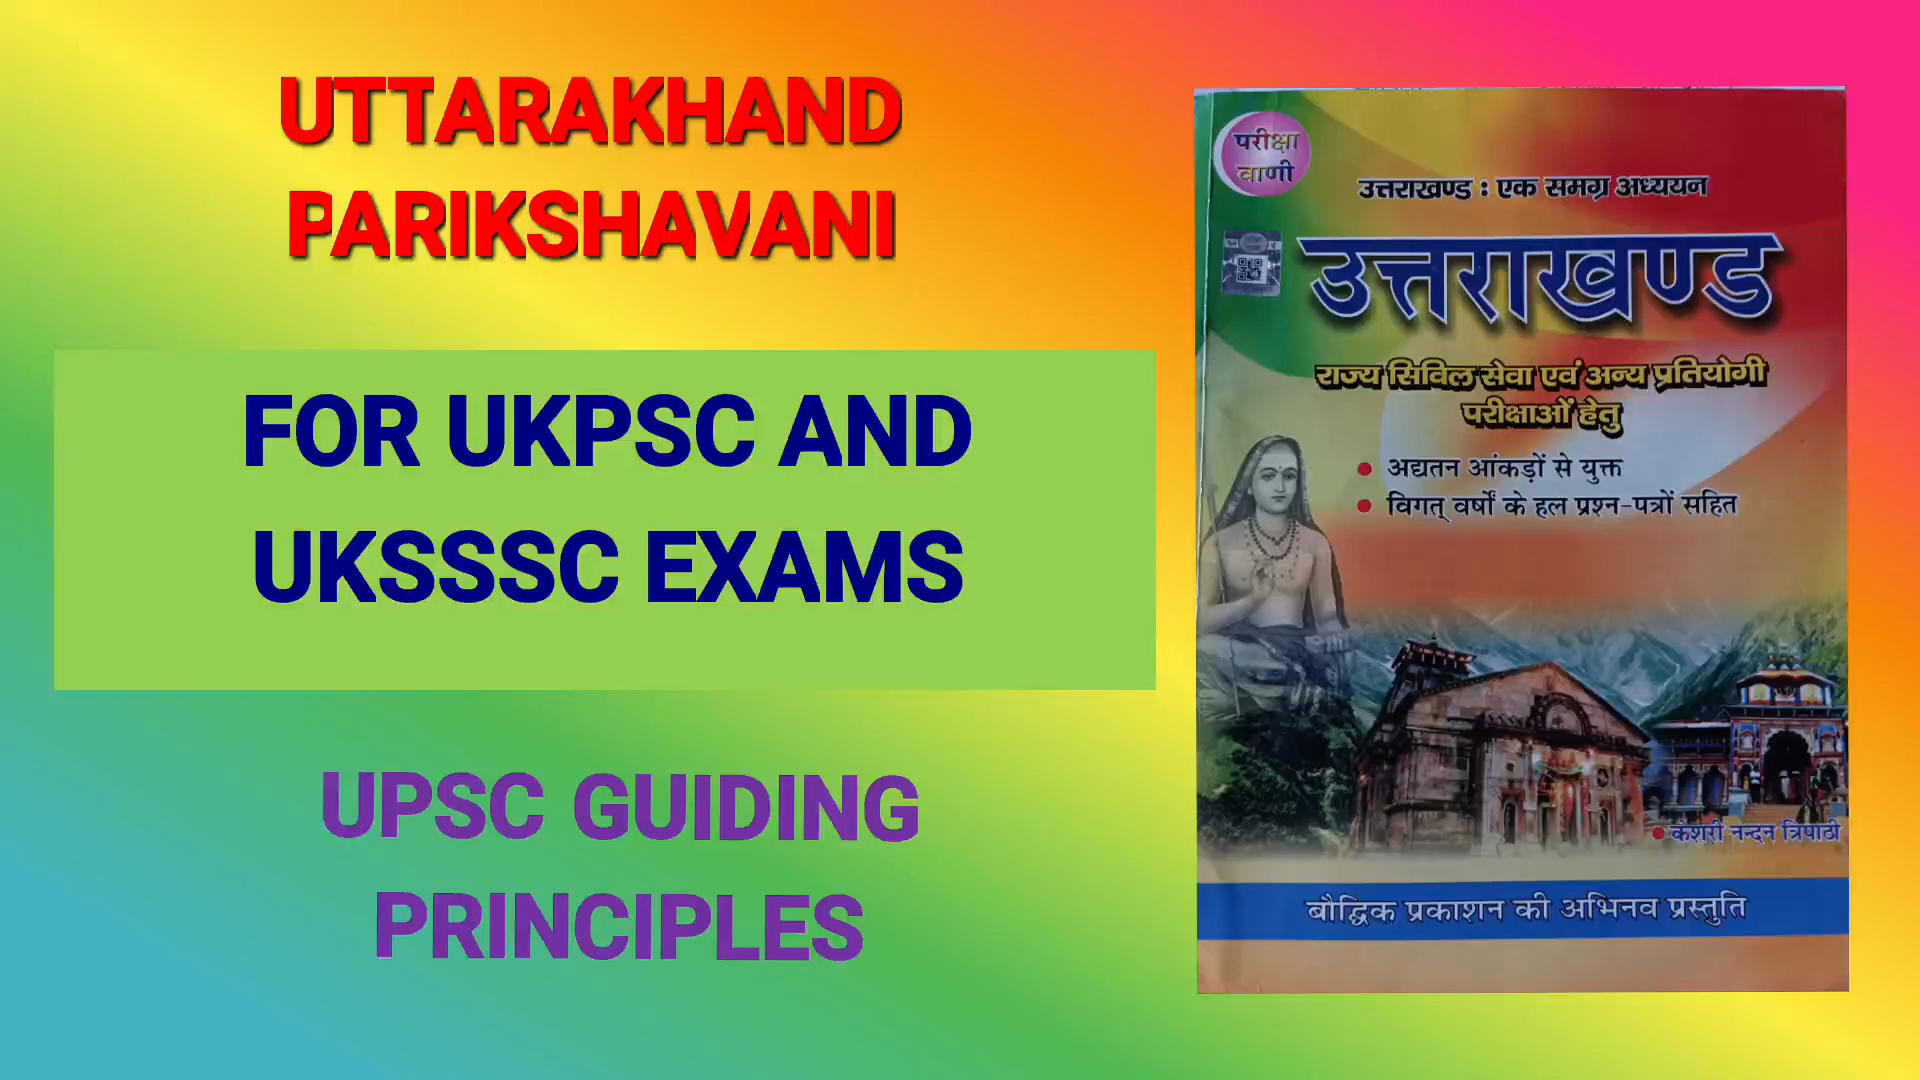 UTTARAKHAND
PARIKSHAVANI
FOR UKPSC AND
UKSSSC EXAMS
UPSC GUIDING
PRINCIPLES
परीक्षा
वाणी
उत्तराखण्ड : एक समग्र अध्ययन
उत्तराखण्ड
राज्य सिविल सेवा एवं अन्य प्रतियोगी
परीक्षाओं हेतु
• अद्यतन आंकड़ों से युक्त
• विगत् वर्षों के हल प्रश्न-पत्रों सहित
• केशरी नन्दन त्रिपाठी
बौद्धिक प्रकाशन की अभिनव प्रस्तुति